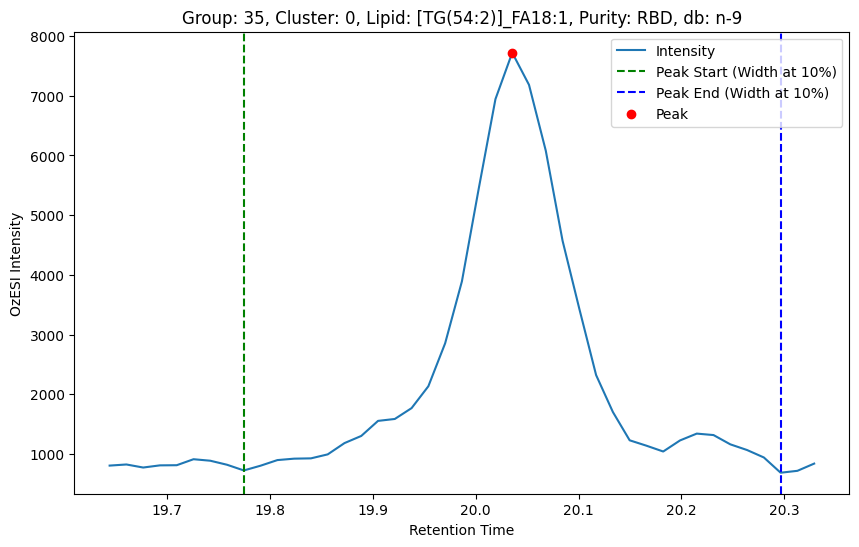 Group: 35, Cluster: 0, Lipid: [TG(54:2)]_FA18:1, Purity: RBD, db: n-9
8000
7000
6000
5000
4000
3000
2000
1000
OzESI Intensity
Intensity
Peak Start (Width at 10%)
Peak End (Width at 10%)
Peak
19.7
19.8
19.9
20.0
20.1
20.2
20.3
Retention Time